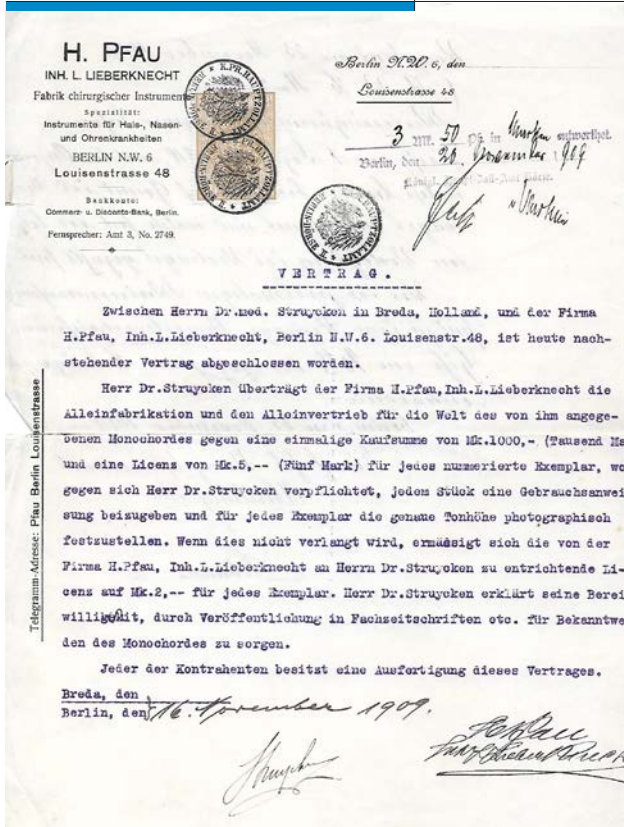 H. PFAU
INH. L. LIEBERKNECHT
Fabrik chirurgischer Instrumente
Spezialität:
Instrumente für Hals-, Nasen-
und Ohrenkrankheiten
BERLIN N.W. 6
Louisenstrasse 48
Bankkonto:
Commerz- u. Disconto-Bank, Berlin.
Fernsprecher: Amt 3, No. 2749.
Berlin N.W. 6, den
Louisenstrasse 48
3 Mk. 50 Pf. in Marken entwerthet.
Berlin, den 20. November 909
VERTRAG.
Zwischen Herrn Dr.med. Struycken in Breda, Holland, und der Firma
H.Pfau, Inh.L.Lieberknecht, Berlin N.W.6. Louisenstr.48, ist heute nach-
stehender Vertrag abgeschlossen worden.
Herr Dr.Struycken überträgt der Firma H.Pfau,Inh.L.Lieberknecht die
Alleinfabrikation und den Alleinvertrieb für die Welt des von ihm angege-
benen Monochordes gegen eine einmalige Kaufsumme von Mk.1000,- (Tausend Ma
und eine Licenz von Mk.5,-- (Fünf Mark) für jedes nummerierte Exemplar, wo
gegen sich Herr Dr.Struycken verpflichtet, jedem Stück eine Gebrauchsanwei
sung beizugeben und für jedes Exemplar die genaue Tonhöhe photographisch
festzustellen. Wenn dies nicht verlangt wird, ermässigt sich die von der
Firma H.Pfau, Inh.L.Lieberknecht an Herrn Dr.Struycken zu entrichtende Li-
cenz auf Mk.2,-- für jedes Exemplar. Herr Dr.Struycken erklärt seine Berei
willigkeit, durch Veröffentlichung in Fachzeitschriften etc. für Bekanntwe
den des Monochordes zu sorgen.
Jeder der Kontrahenten besitzt eine Ausfertigung dieses Vertrages.
Breda, den
Berlin, den 16. November 1909.
Telegramm-Adresse: Pfau Berlin Louisenstrasse